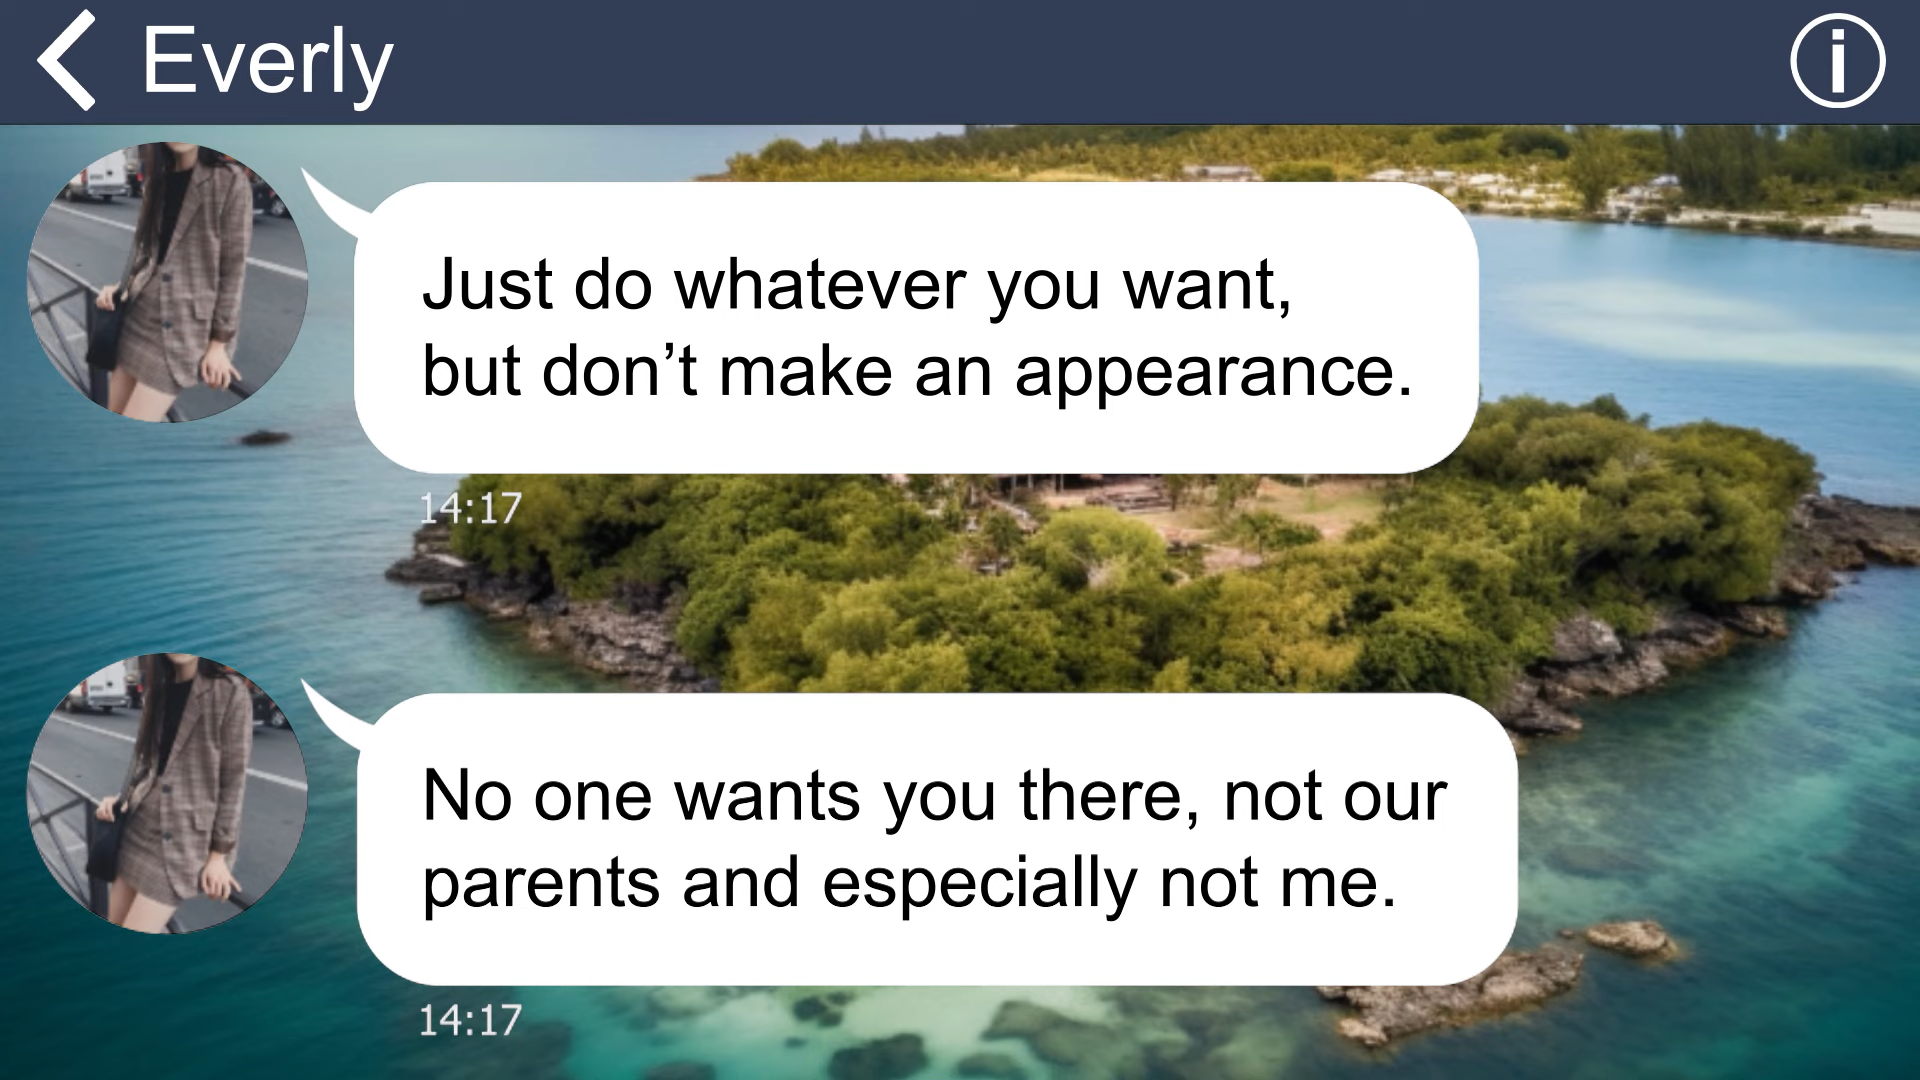 Everly
Just do whatever you want,
but don’t make an appearance.
14:17
No one wants you there, not our
parents and especially not me.
14:17